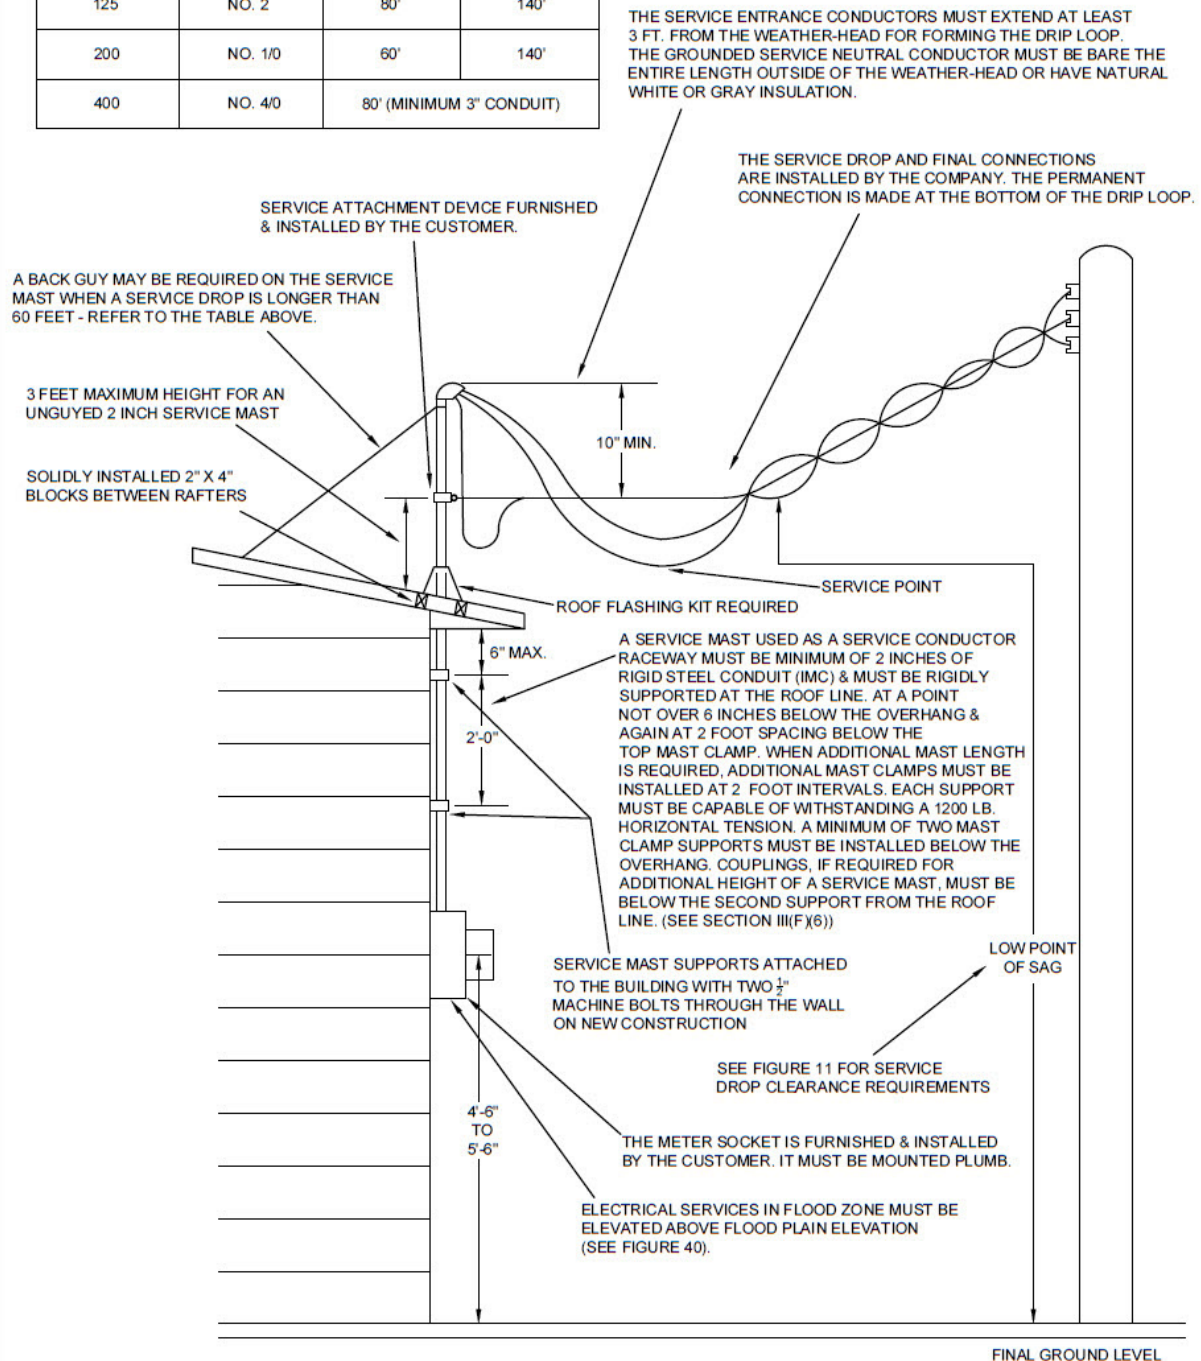 125 NO. 2 80' 140'
200 NO. 1/0 60' 140'
400 NO. 4/0 80' (MINIMUM 3" CONDUIT)
THE SERVICE ENTRANCE CONDUCTORS MUST EXTEND AT LEAST
3 FT. FROM THE WEATHER-HEAD FOR FORMING THE DRIP LOOP.
THE GROUNDED SERVICE NEUTRAL CONDUCTOR MUST BE BARE THE
ENTIRE LENGTH OUTSIDE OF THE WEATHER-HEAD OR HAVE NATURAL
WHITE OR GRAY INSULATION.
THE SERVICE DROP AND FINAL CONNECTIONS
ARE INSTALLED BY THE COMPANY. THE PERMANENT
CONNECTION IS MADE AT THE BOTTOM OF THE DRIP LOOP.
SERVICE ATTACHMENT DEVICE FURNISHED
& INSTALLED BY THE CUSTOMER.
A BACK GUY MAY BE REQUIRED ON THE SERVICE
MAST WHEN A SERVICE DROP IS LONGER THAN
60 FEET - REFER TO THE TABLE ABOVE.
3 FEET MAXIMUM HEIGHT FOR AN
UNGUYED 2 INCH SERVICE MAST
10" MIN.
SOLIDLY INSTALLED 2" X 4"
BLOCKS BETWEEN RAFTERS
SERVICE POINT
ROOF FLASHING KIT REQUIRED
6" MAX.
2'-0"
A SERVICE MAST USED AS A SERVICE CONDUCTOR
RACEWAY MUST BE MINIMUM OF 2 INCHES OF
RIGID STEEL CONDUIT (IMC) & MUST BE RIGIDLY
SUPPORTED AT THE ROOF LINE. AT A POINT
NOT OVER 6 INCHES BELOW THE OVERHANG &
AGAIN AT 2 FOOT SPACING BELOW THE
TOP MAST CLAMP. WHEN ADDITIONAL MAST LENGTH
IS REQUIRED, ADDITIONAL MAST CLAMPS MUST BE
INSTALLED AT 2 FOOT INTERVALS. EACH SUPPORT
MUST BE CAPABLE OF WITHSTANDING A 1200 LB.
HORIZONTAL TENSION. A MINIMUM OF TWO MAST
CLAMP SUPPORTS MUST BE INSTALLED BELOW THE
OVERHANG. COUPLINGS, IF REQUIRED FOR
ADDITIONAL HEIGHT OF A SERVICE MAST, MUST BE
BELOW THE SECOND SUPPORT FROM THE ROOF
LINE. (SEE SECTION III(F)(6))
LOW POINT
OF SAG
SERVICE MAST SUPPORTS ATTACHED
TO THE BUILDING WITH TWO ½"
MACHINE BOLTS THROUGH THE WALL
ON NEW CONSTRUCTION
SEE FIGURE 11 FOR SERVICE
DROP CLEARANCE REQUIREMENTS
4'-6"
TO
5'-6"
THE METER SOCKET IS FURNISHED & INSTALLED
BY THE CUSTOMER. IT MUST BE MOUNTED PLUMB.
ELECTRICAL SERVICES IN FLOOD ZONE MUST BE
ELEVATED ABOVE FLOOD PLAIN ELEVATION
(SEE FIGURE 40).
FINAL GROUND LEVEL